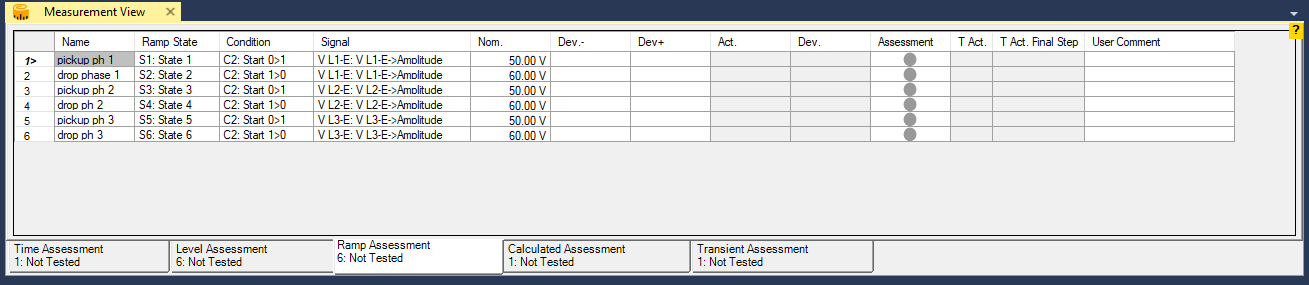 Measurement View
?
Name Ramp State Condition Signal Nom. Dev.- Dev+ Act. Dev. Assessment T Act. T Act. Final Step User Comment
1> pickup ph 1 S1: State 1 C2: Start 0>1 V L1-E: V L1-E->Amplitude 50.00 V
2 drop phase 1 S2: State 2 C2: Start 1>0 V L1-E: V L1-E->Amplitude 60.00 V
3 pickup ph 2 S3: State 3 C2: Start 0>1 V L2-E: V L2-E->Amplitude 50.00 V
4 drop ph 2 S4: State 4 C2: Start 1>0 V L2-E: V L2-E->Amplitude 60.00 V
5 pickup ph 3 S5: State 5 C2: Start 0>1 V L3-E: V L3-E->Amplitude 50.00 V
6 drop ph 3 S6: State 6 C2: Start 1>0 V L3-E: V L3-E->Amplitude 60.00 V
Time Assessment
1: Not Tested
Level Assessment
6: Not Tested
Ramp Assessment
6: Not Tested
Calculated Assessment
1: Not Tested
Transient Assessment
1: Not Tested